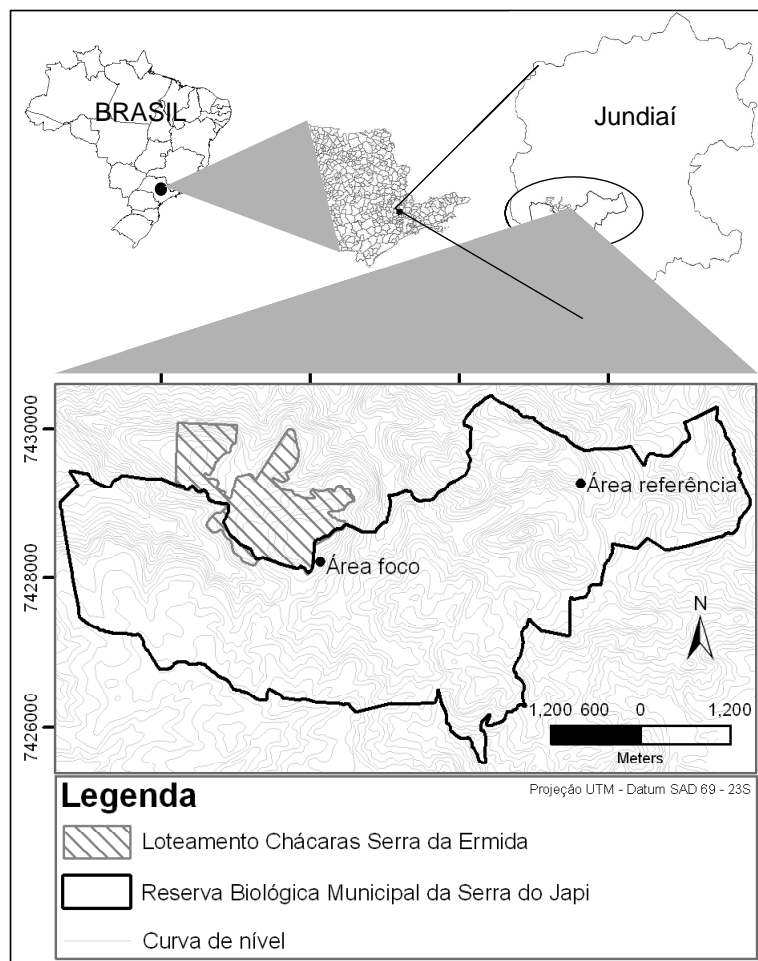 BRASIL
Jundiaí
7430000
7428000
7426000
Área referência
Área foco
N
1,200 600 0 1,200
Meters
Legenda
Projeção UTM - Datum SAD 69 - 23S
Loteamento Chácaras Serra da Ermida
Reserva Biológica Municipal da Serra do Japi
Curva de nível